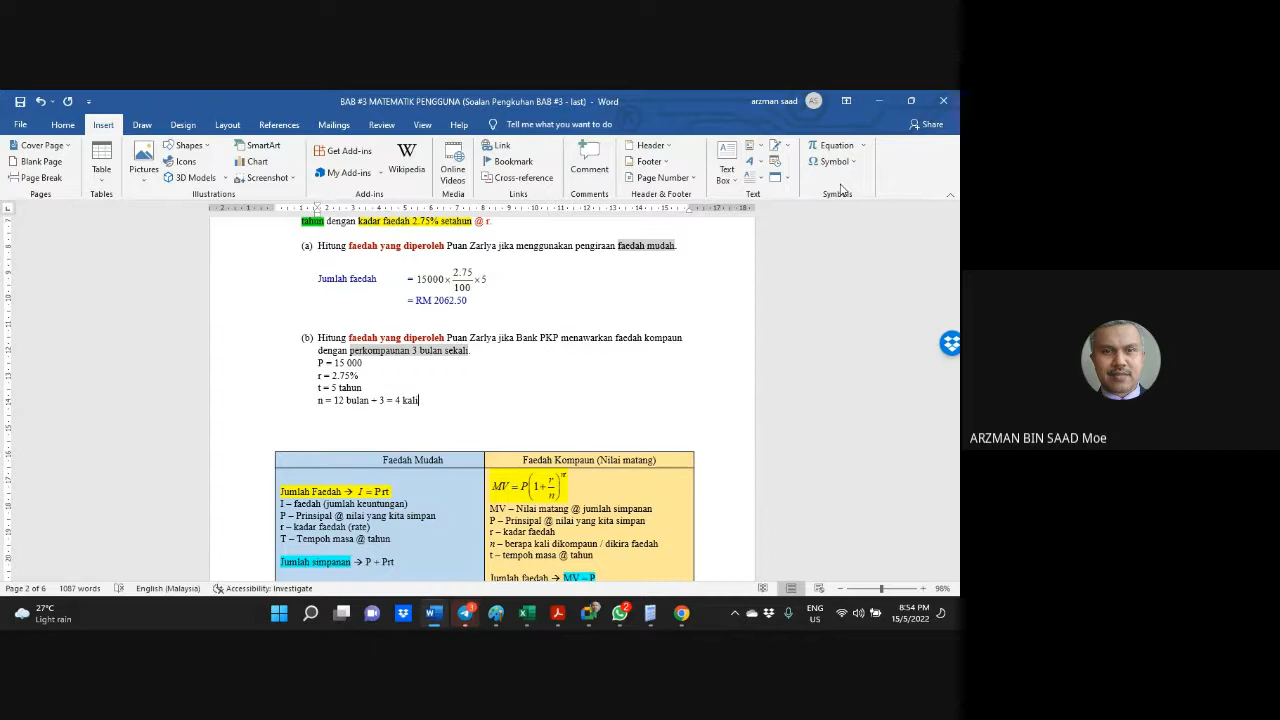 BAB #3 MATEMATIK PENGGUNA (Soalan Pengkuhan BAB #3 - last) - Word
arzman saad
AS
File Home Insert Draw Design Layout References Mailings Review View Help Tell me what you want to do
Share
Cover Page
Blank Page
Page Break
Pages
Table
Tables
Pictures
Shapes
Icons
3D Models
SmartArt
Chart
Screenshot
Illustrations
Get Add-ins
My Add-ins
Wikipedia
Add-ins
Online Videos
Media
Link
Bookmark
Cross-reference
Links
Comment
Comments
Header
Footer
Page Number
Header & Footer
Text Box
Text
Equation
Symbol
Symbols
tahun dengan kadar faedah 2.75% setahun @ r.
(a) Hitung faedah yang diperoleh Puan Zarlya jika menggunakan pengiraan faedah mudah.
Jumlah faedah = 15000 × 2.75/100 × 5
= RM 2062.50
(b) Hitung faedah yang diperoleh Puan Zarlya jika Bank PKP menawarkan faedah kompaun
dengan perkompaunan 3 bulan sekali.
P = 15 000
r = 2.75%
t = 5 tahun
n = 12 bulan ÷ 3 = 4 kali
Faedah Mudah
Jumlah Faedah → I = Prt
I – faedah (jumlah keuntungan)
P – Prinsipal @ nilai yang kita simpan
r – kadar faedah (rate)
T – Tempoh masa @ tahun
Jumlah simpanan → P + Prt
Faedah Kompaun (Nilai matang)
MV = P(1 + r/n)^nt
MV – Nilai matang @ jumlah simpanan
P – Prinsipal @ nilai yang kita simpan
r – kadar faedah
n – berapa kali dikompaun / dikira faedah
t – tempoh masa @ tahun
Jumlah faedah → MV – P
Page 2 of 6 1087 words English (Malaysia) Accessibility: Investigate
98%
27°C
Light rain
ENG
US
8:54 PM
15/5/2022
ARZMAN BIN SAAD Moe